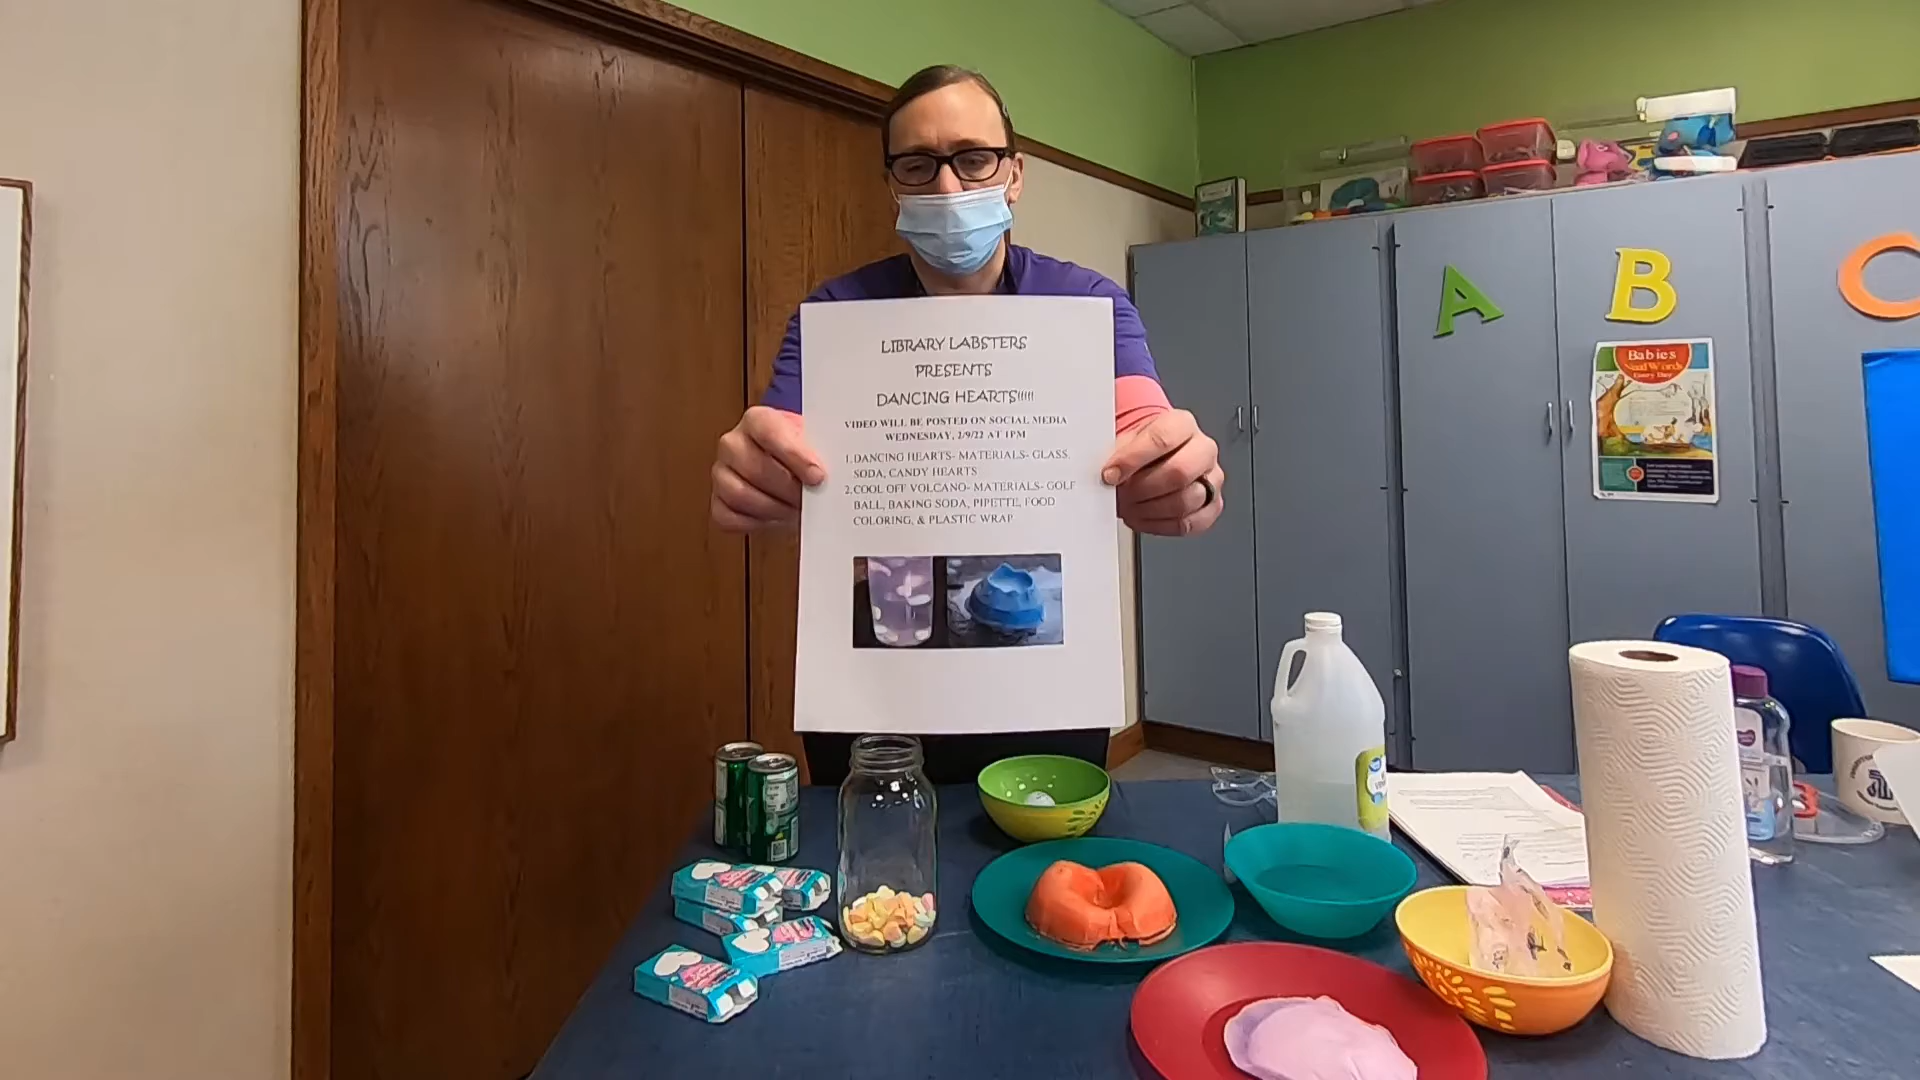 LIBRARY LABSTERS
PRESENTS
DANCING HEARTS!!!!!
VIDEO WILL BE POSTED ON SOCIAL MEDIA
WEDNESDAY, 2/9/22 AT 1PM
1. DANCING HEARTS- MATERIALS- GLASS,
SODA, CANDY HEARTS
2. COOL OFF VOLCANO- MATERIALS- GOLF
BALL, BAKING SODA, PIPETTE, FOOD
COLORING, & PLASTIC WRAP
A
B
C
Babies
Need Words
Every Day